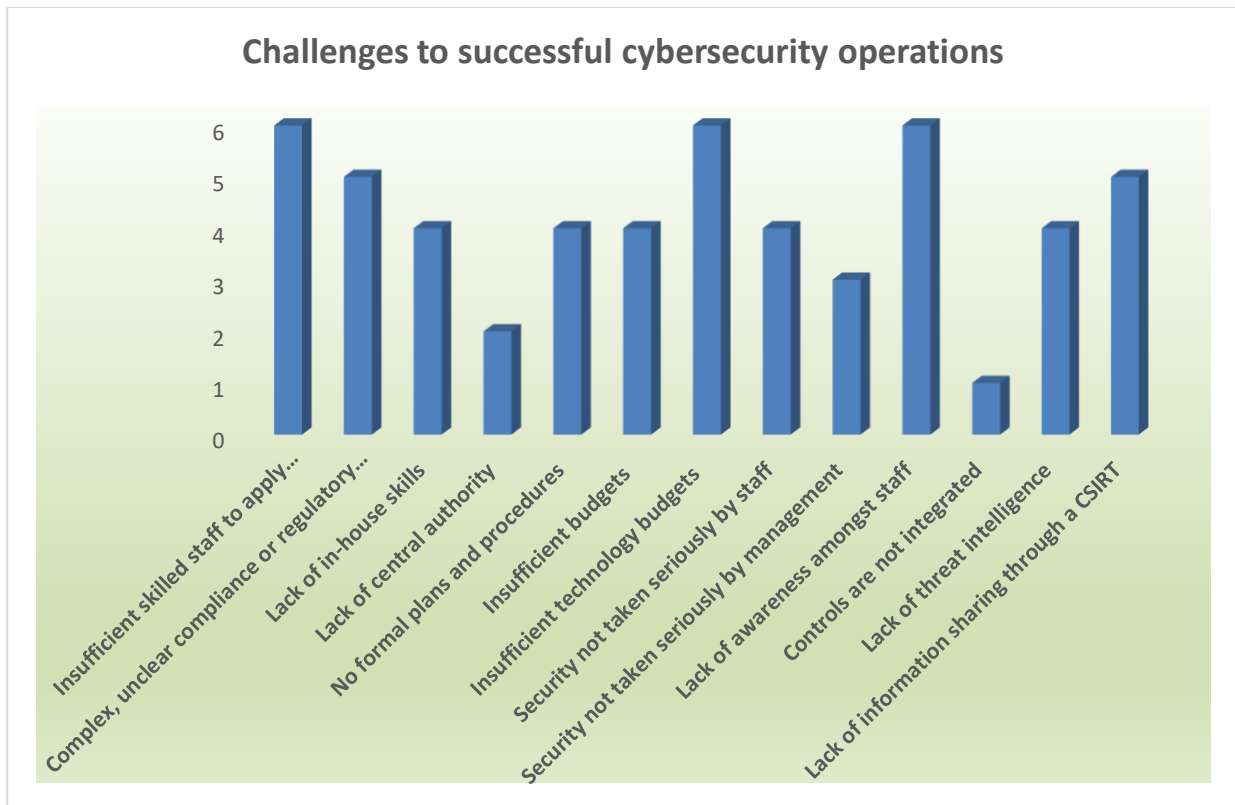 Challenges to successful cybersecurity operations
6
5
4
3
2
1
0
Insufficient skilled staff to apply...
Complex, unclear compliance or regulatory...
Lack of in-house skills
Lack of central authority
No formal plans and procedures
Insufficient budgets
Insufficient technology budgets
Security not taken seriously by staff
Security not taken seriously by management
Lack of awareness amongst staff
Controls are not integrated
Lack of threat intelligence
Lack of information sharing through a CSIRT